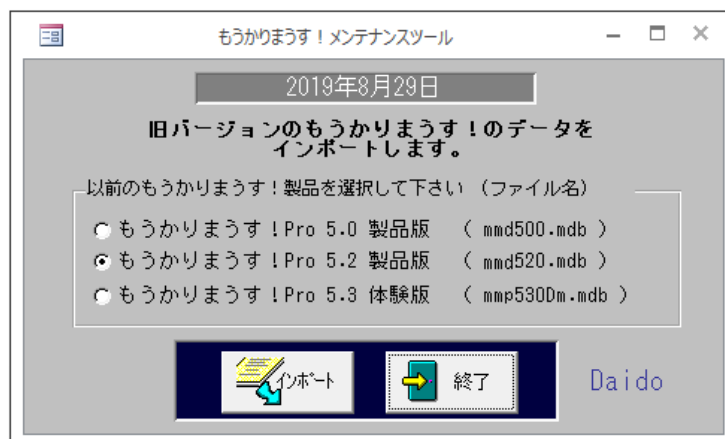 もうかりまうす！メンテナンスツール
2019年8月29日
旧バージョンのもうかりまうす！のデータを
インポートします。
以前のもうかりまうす！製品を選択して下さい （ファイル名）
もうかりまうす！Pro 5.0 製品版 （ mmd500.mdb ）
もうかりまうす！Pro 5.2 製品版 （ mmd520.mdb ）
もうかりまうす！Pro 5.3 体験版 （ mmp530Dm.mdb ）
ｲﾝﾎﾟｰﾄ 終了 Daido